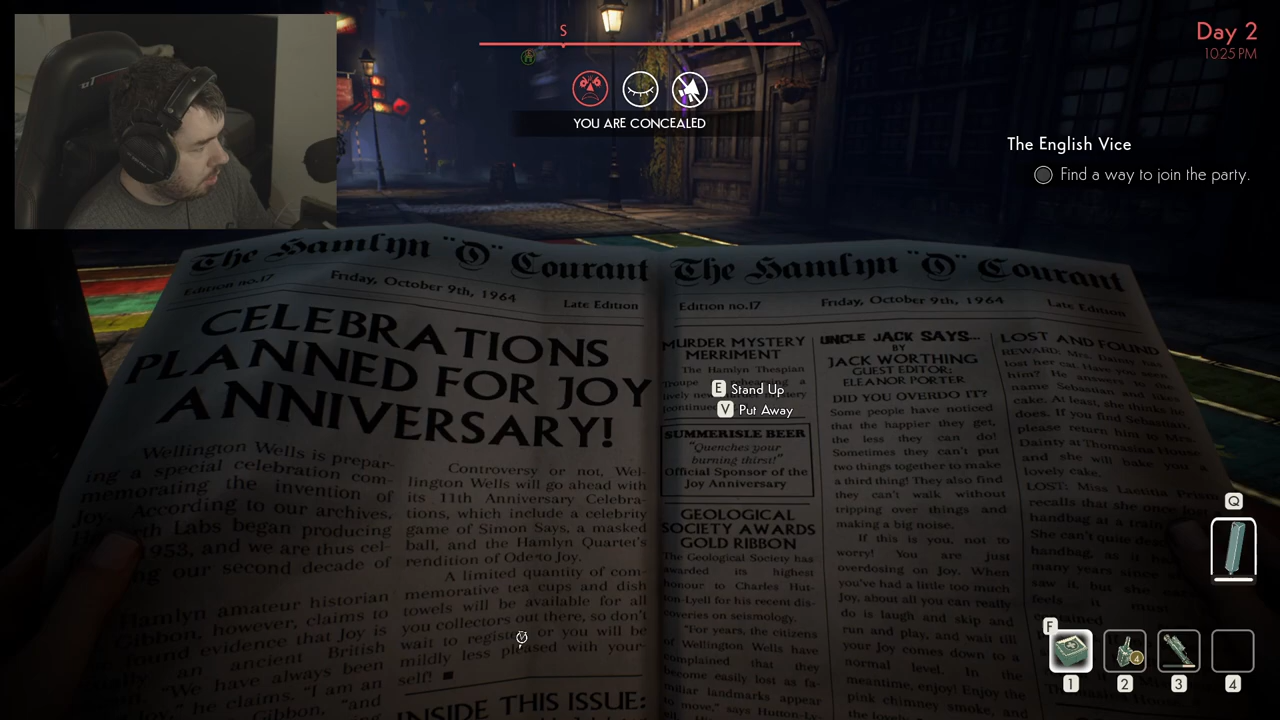 S
YOU ARE CONCEALED
Day 2
10:25 PM
The English Vice
Find a way to join the party.
The Hamlyn "O" Courant
Edition no.17
Friday, October 9th, 1964
Late Edition
CELEBRATIONS
PLANNED FOR JOY
ANNIVERSARY!
Wellington Wells is prepar-
ing a special celebration com-
memorating the invention of
Joy. According to our archives,
Labs began producing
1953, and we are thus cel-
our second decade of
Hamlyn amateur historian
Gibbon, however, claims to
evidence that Joy is
an ancient British
"We have always been
he claims. "I am an
Gibbon, "and
Controversy or not, Wel-
lington Wells will go ahead with
its 11th Anniversary Celebra-
tions, which include a celebrity
game of Simon Says, a masked
ball, and the Hamlyn Quartet's
rendition of Ode to Joy.
A limited quantity of com-
memorative tea cups and dish
towels will be available for all
you collectors out there, so don't
wait to register or you will be
mildly less pleased with your-
self!
INSIDE THIS ISSUE:
The Hamlyn "O" Courant
Edition no.17
Friday, October 9th, 1964
Late Edition
MURDER MYSTERY
MERRIMENT
The Hamlyn Thespian
Troupe rehearsing a
lively new murder mystery
E Stand Up
V Put Away
SUMMERISLE BEER
"Quenches your
burning thirst!"
Official Sponsor of the
Joy Anniversary
GEOLOGICAL
SOCIETY AWARDS
GOLD RIBBON
The Geological Society has
awarded its highest
honour to Charles Hut-
ton-Lyell for his recent dis-
coveries on seismology.
"For years, the citizens
of Wellington Wells have
complained that they
become easily lost as fa-
miliar landmarks appear
to move," says
UNCLE JACK SAYS...
BY
JACK WORTHING
GUEST EDITOR:
ELEANOR PORTER
DID YOU OVERDO IT?
Some people have noticed
that the happier they get,
the less they can do!
Sometimes they can't put
two things together to make
a third thing! They also find
they can't walk without
tripping over things and
making a big noise.
If this is you, not to
worry! You are just
overdosing on Joy. When
you've had a little too much
Joy, about all you can really
do is laugh and skip and
run and play, and wait till
your Joy comes down to a
normal level. In the
meantime, enjoy! Enjoy the
pink chimney smoke,
LOST AND FOUND
REWARD: Mrs. Dainty has
lost her cat. Have you seen
him? He answers to the
name Sebastian and likes
cake. At least, she thinks he
does. If you find Sebastian,
please return him to Mrs.
Dainty at Thomasina House
and she will bake you a
lovely cake.
LOST: Miss Laetitia Prism
recalls that she once lost
handbag at a train
She can't quite
handbag, as it
many years since
saw it, but she
feels it must
Q
F
4
1
2
3
4